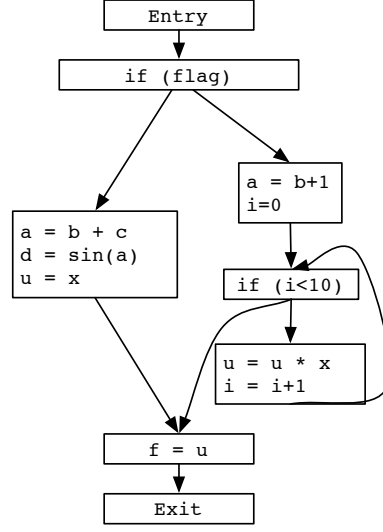 Entry
if (flag)
a = b + c
d = sin(a)
u = x
a = b+1
i=0
if (i<10)
u = u * x
i = i+1
f = u
Exit